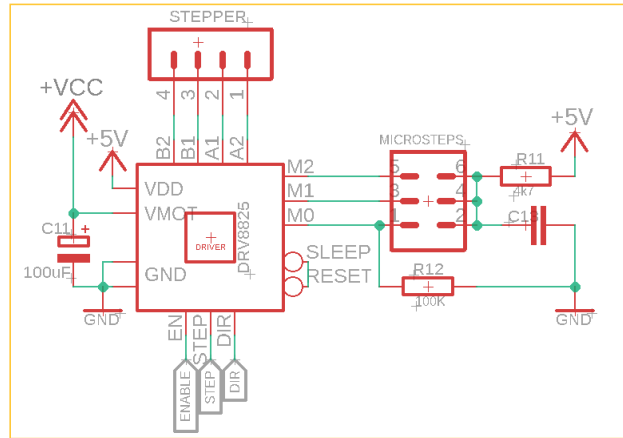 STEPPER
+VCC
4 3 2 1
+5V
B2 B1 A1 A2
MICROSTEPS
+5V
VDD
VMOT
GND
DRIVER
DRV8825
M2
M1
M0
5 6
3 4
1 2
R11
4k7
C13
C11
+
100uF
SLEEP
RESET
R12
100K
GND
GND
EN STEP DIR
ENABLE STEP DIR